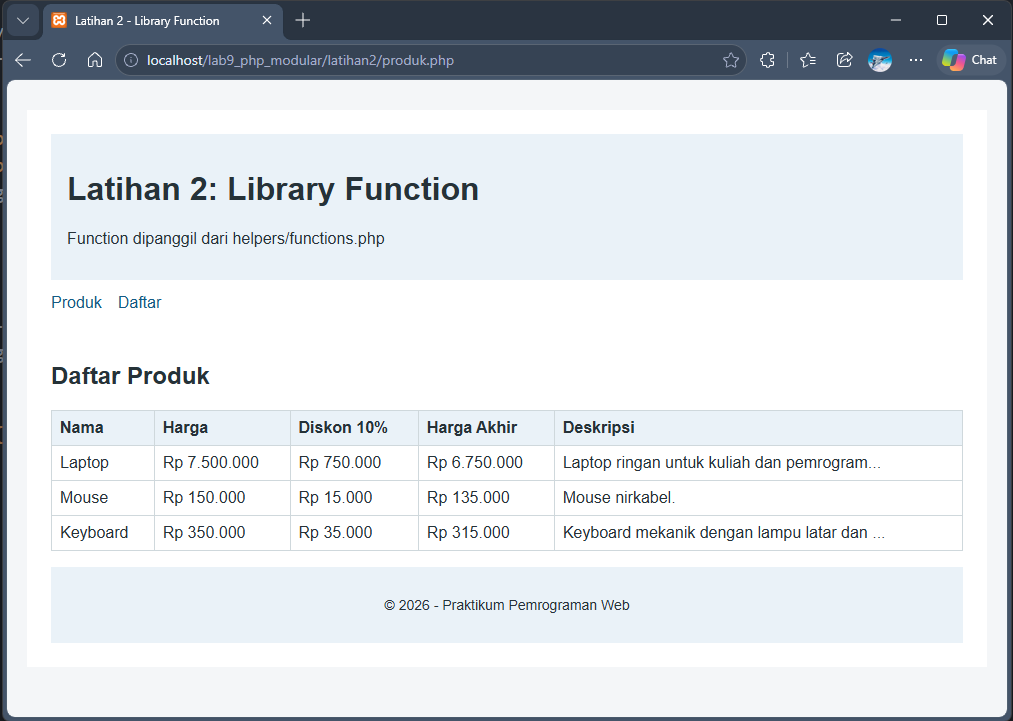 Latihan 2 - Library Function
localhost/lab9_php_modular/latihan2/produk.php
Chat
Latihan 2: Library Function
Function dipanggil dari helpers/functions.php
Produk Daftar
Daftar Produk
Nama Harga Diskon 10% Harga Akhir Deskripsi
Laptop Rp 7.500.000 Rp 750.000 Rp 6.750.000 Laptop ringan untuk kuliah dan pemrogram...
Mouse Rp 150.000 Rp 15.000 Rp 135.000 Mouse nirkabel.
Keyboard Rp 350.000 Rp 35.000 Rp 315.000 Keyboard mekanik dengan lampu latar dan ...
© 2026 - Praktikum Pemrograman Web